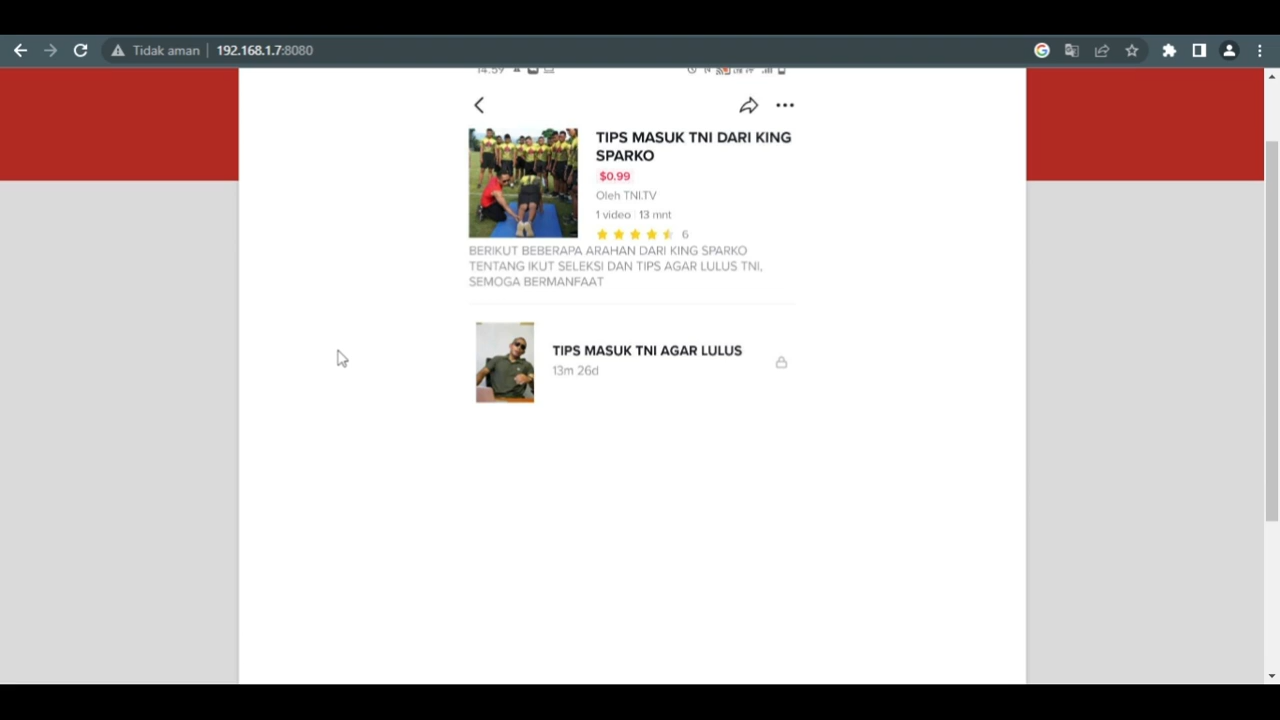 Tidak aman
192.168.1.7:8080
14.59
TIPS MASUK TNI DARI KING
SPARKO
$0.99
Oleh TNI.TV
1 video 13 mnt
6
BERIKUT BEBERAPA ARAHAN DARI KING SPARKO
TENTANG IKUT SELEKSI DAN TIPS AGAR LULUS TNI,
SEMOGA BERMANFAAT
TIPS MASUK TNI AGAR LULUS
13m 26d